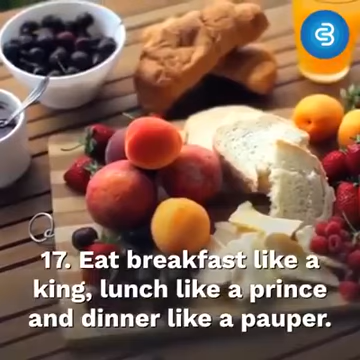 17. Eat breakfast like a
king, lunch like a prince
and dinner like a pauper.